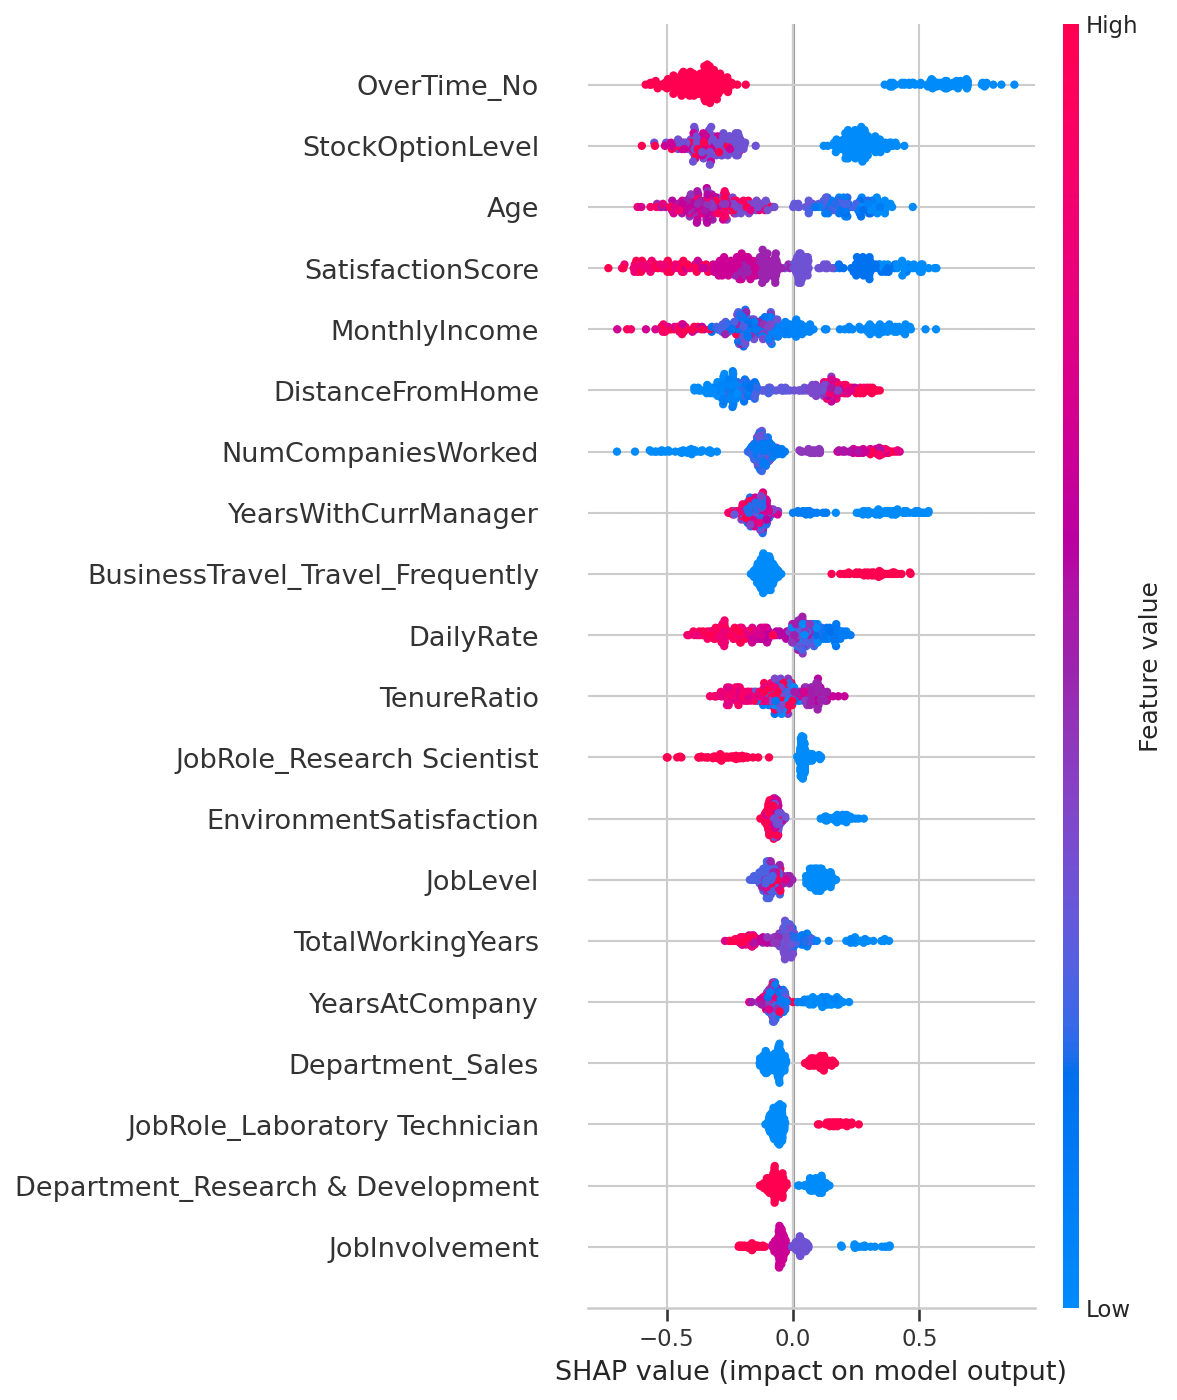 High
OverTime_No
StockOptionLevel
Age
SatisfactionScore
MonthlyIncome
DistanceFromHome
NumCompaniesWorked
YearsWithCurrManager
BusinessTravel_Travel_Frequently
DailyRate
TenureRatio
JobRole_Research Scientist
EnvironmentSatisfaction
JobLevel
TotalWorkingYears
YearsAtCompany
Department_Sales
JobRole_Laboratory Technician
Department_Research & Development
JobInvolvement
Feature value
Low
−0.5 0.0 0.5
SHAP value (impact on model output)